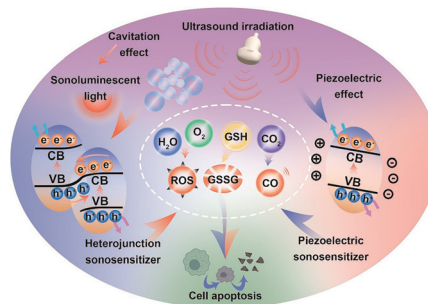 Ultrasound irradiation
Cavitation
effect
Sonoluminescent
light
Piezoelectric
effect
H₂O
O₂
GSH
CO₂
ROS
GSSG
CO
e⁻ e⁻ e⁻
CB
e⁻ e⁻ e⁻
CB
VB
h⁺ h⁺ h⁺
VB
h⁺ h⁺ h⁺
e⁻ e⁻ e⁻
CB
VB
h⁺ h⁺ h⁺
+
+
+
-
-
-
Heterojunction
sonosensitizer
Piezoelectric
sonosensitizer
Cell apoptosis